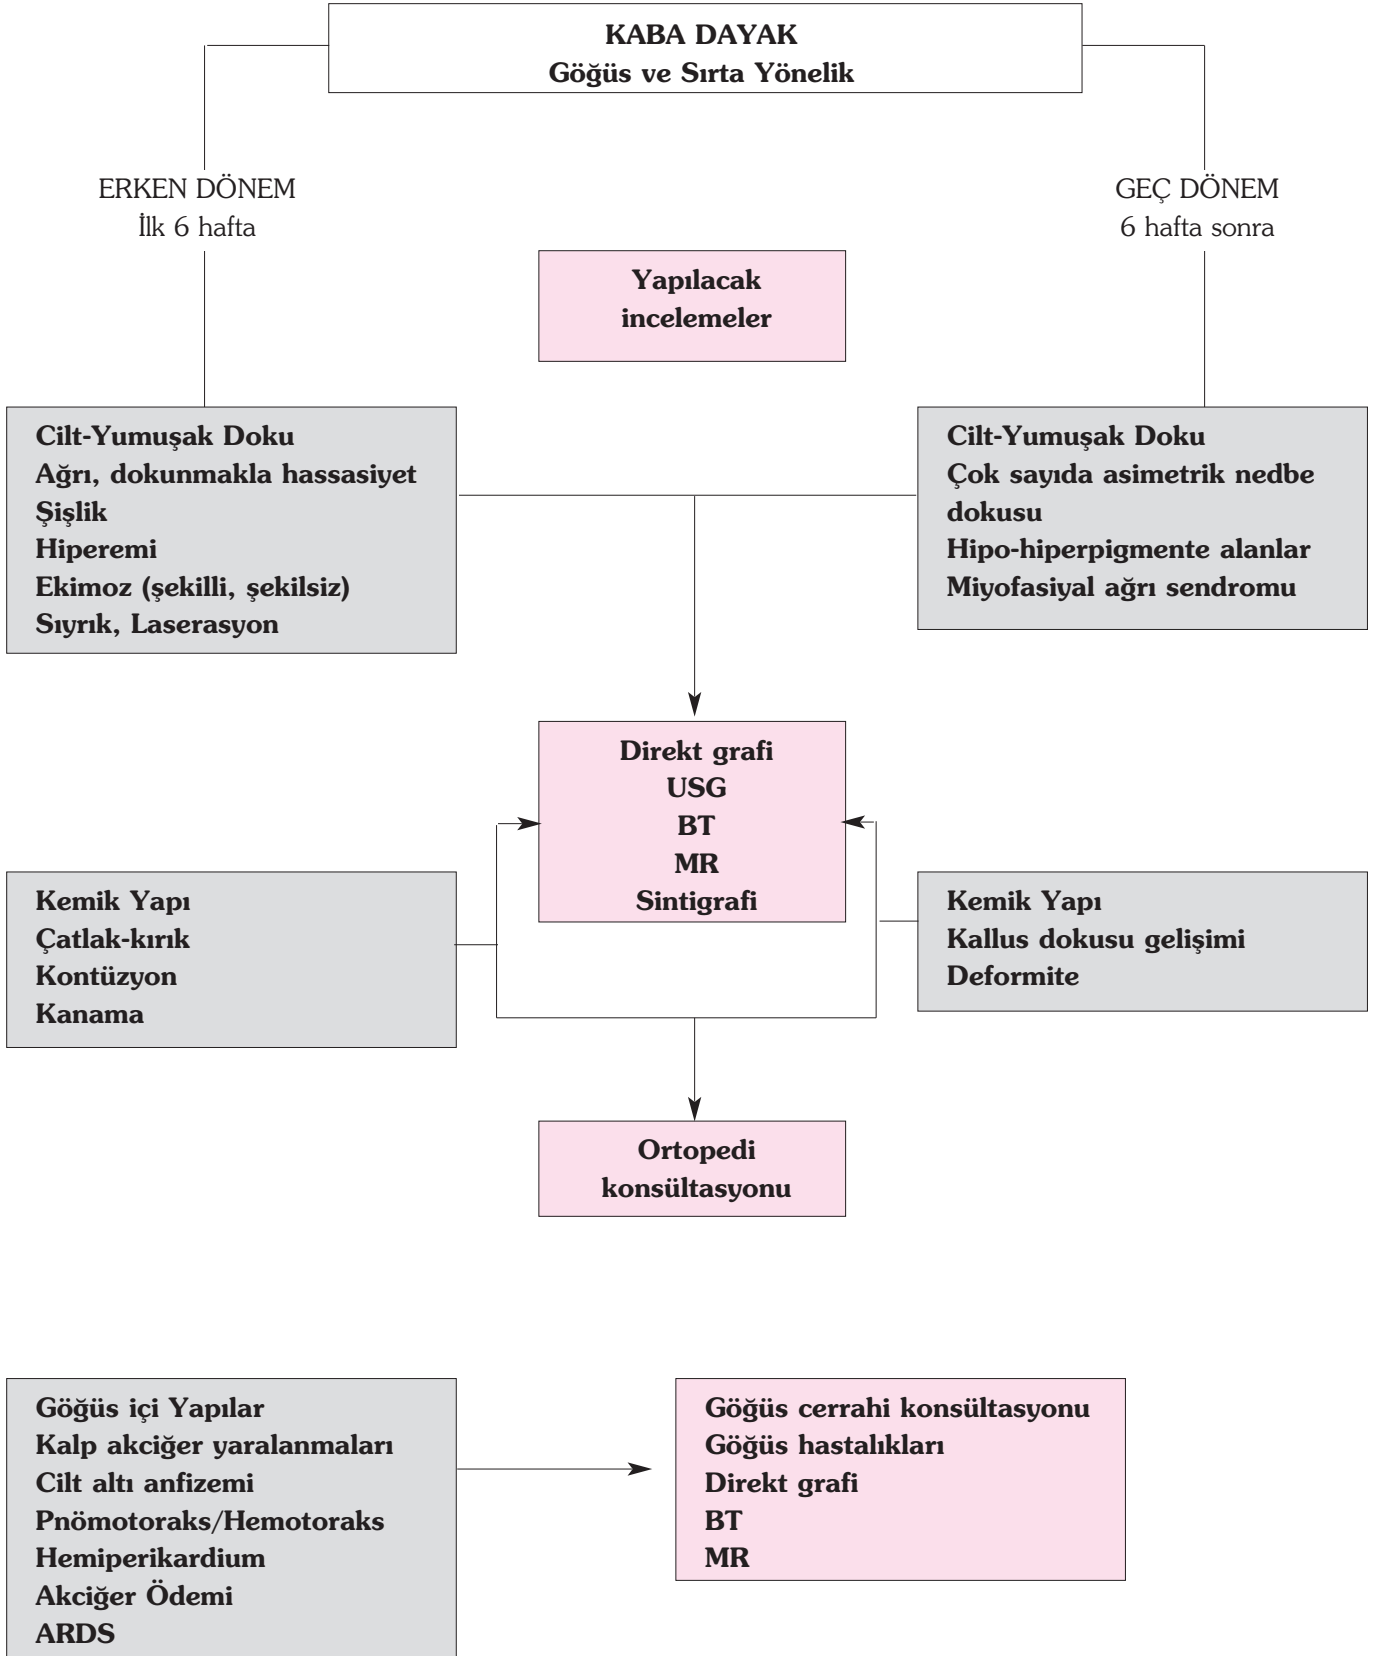 KABA DAYAK
Göğüs ve Sırta Yönelik
ERKEN DÖNEM
İlk 6 hafta
GEÇ DÖNEM
6 hafta sonra
Yapılacak
incelemeler
Cilt-Yumuşak Doku
Ağrı, dokunmakla hassasiyet
Şişlik
Hiperemi
Ekimoz (şekilli, şekilsiz)
Sıyrık, Laserasyon
Cilt-Yumuşak Doku
Çok sayıda asimetrik nedbe
dokusu
Hipo-hiperpigmente alanlar
Miyofasiyal ağrı sendromu
Direkt grafi
USG
BT
MR
Sintigrafi
Kemik Yapı
Çatlak-kırık
Kontüzyon
Kanama
Kemik Yapı
Kallus dokusu gelişimi
Deformite
Ortopedi
konsültasyonu
Göğüs içi Yapılar
Kalp akciğer yaralanmaları
Cilt altı anfizemi
Pnömotoraks/Hemotoraks
Hemiperikardium
Akciğer Ödemi
ARDS
Göğüs cerrahi konsültasyonu
Göğüs hastalıkları
Direkt grafi
BT
MR